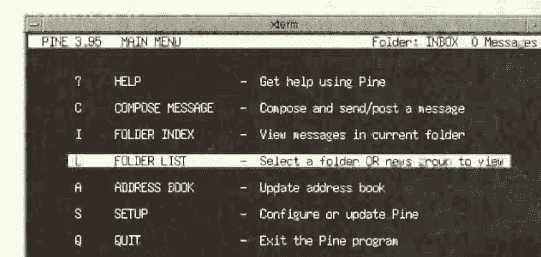 xterm
PINE 3.95 MAIN MENU Folder: INBOX 0 Messages
? HELP - Get help using Pine
C COMPOSE MESSAGE - Compose and send/post a message
I FOLDER INDEX - View messages in current folder
L FOLDER LIST - Select a folder OR news group to view
A ADDRESS BOOK - Update address book
S SETUP - Configure or update Pine
Q QUIT - Exit the Pine program